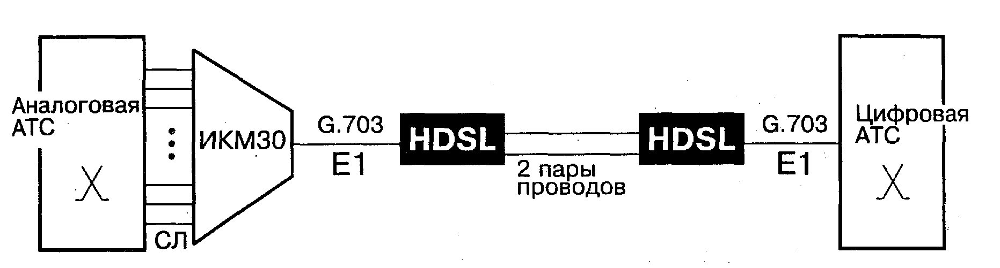 Аналоговая
АТС
СЛ
ИКМ30
G.703
E1
HDSL
2 пары
проводов
HDSL
G.703
E1
Цифровая
АТС